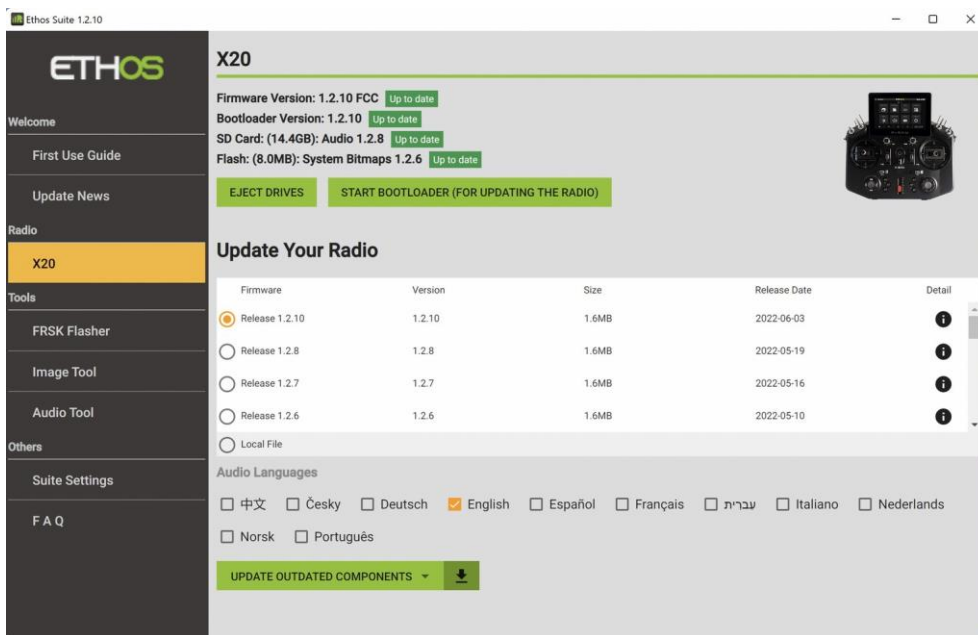 Ethos Suite 1.2.10
ETHOS
Welcome
First Use Guide
Update News
Radio
X20
Tools
FRSK Flasher
Image Tool
Audio Tool
Others
Suite Settings
F A Q
X20
Firmware Version: 1.2.10 FCC Up to date
Bootloader Version: 1.2.10 Up to date
SD Card: (14.4GB): Audio 1.2.8 Up to date
Flash: (8.0MB): System Bitmaps 1.2.6 Up to date
EJECT DRIVES START BOOTLOADER (FOR UPDATING THE RADIO)
Update Your Radio
Firmware Version Size Release Date Detail
Release 1.2.10 1.2.10 1.6MB 2022-06-03
Release 1.2.8 1.2.8 1.6MB 2022-05-19
Release 1.2.7 1.2.7 1.6MB 2022-05-16
Release 1.2.6 1.2.6 1.6MB 2022-05-10
Local File
Audio Languages
中文 Česky Deutsch English Español Français עברית Italiano Nederlands
Norsk Português
UPDATE OUTDATED COMPONENTS